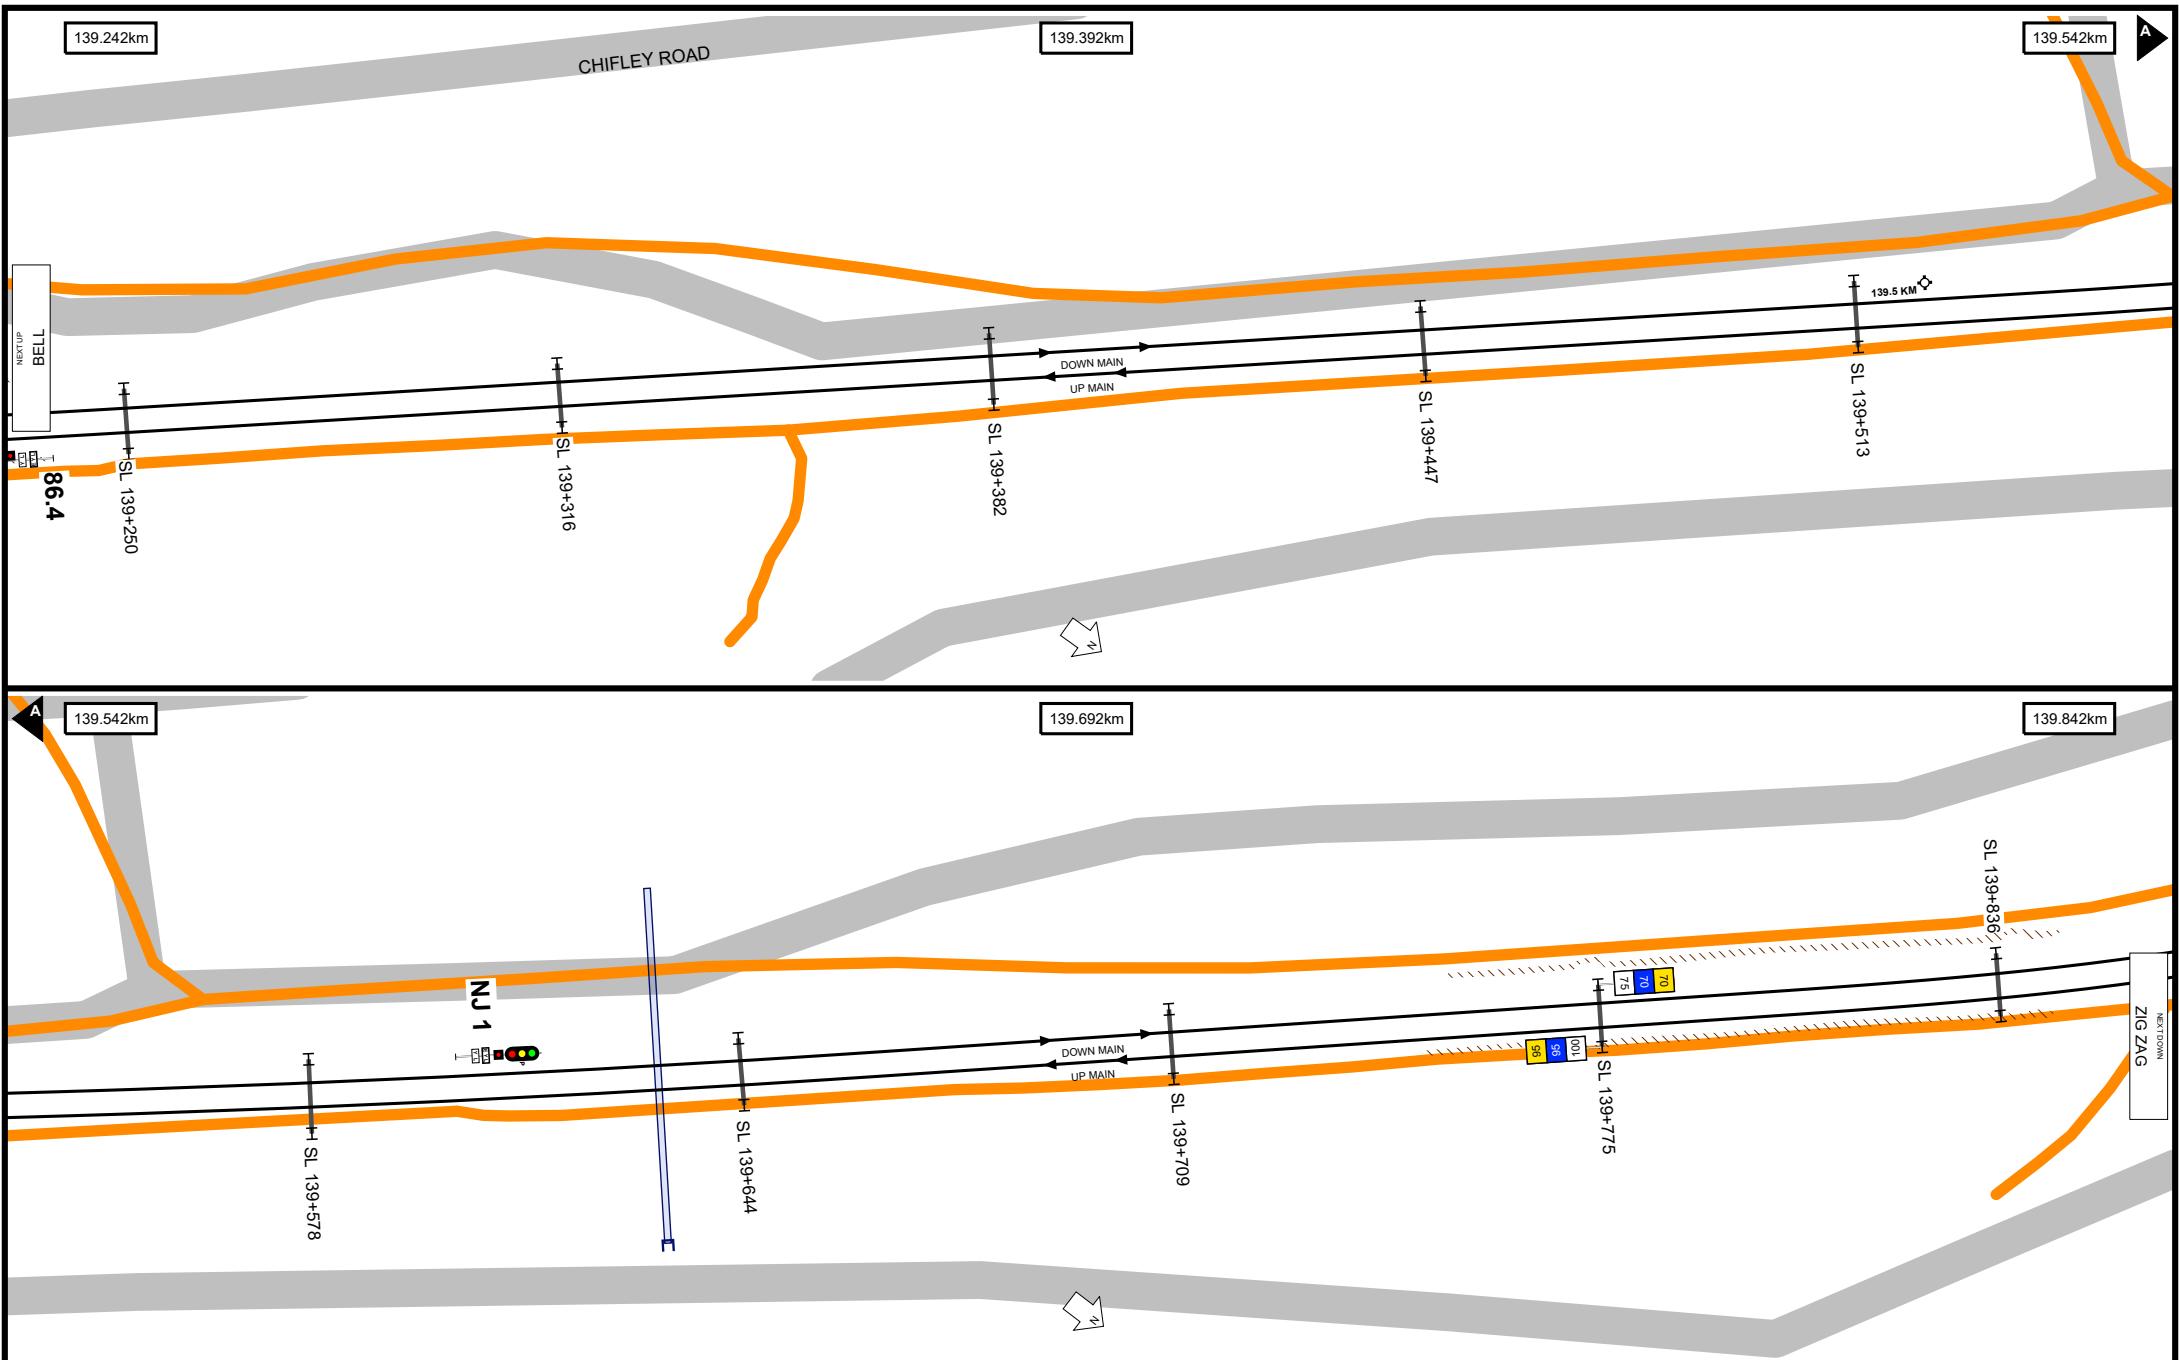 139.242km
139.392km
139.542km
A
CHIFLEY ROAD
NEXT UP
BELL
86.4
SL 139+250
SL 139+316
SL 139+382
DOWN MAIN
UP MAIN
SL 139+447
SL 139+513
139.5 KM
N
A
139.542km
139.692km
139.842km
NJ 1
SL 139+578
SL 139+644
DOWN MAIN
UP MAIN
SL 139+709
75
70
70
95
95
100
SL 139+775
SL 139+836
NEXT DOWN
ZIG ZAG
N